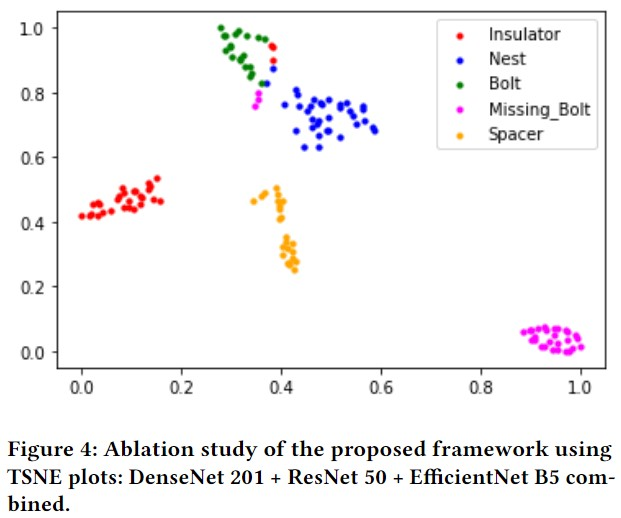 1.0
0.8
0.6
0.4
0.2
0.0
0.0 0.2 0.4 0.6 0.8 1.0
Insulator
Nest
Bolt
Missing_Bolt
Spacer
Figure 4: Ablation study of the proposed framework using
TSNE plots: DenseNet 201 + ResNet 50 + EfficientNet B5 com-
bined.